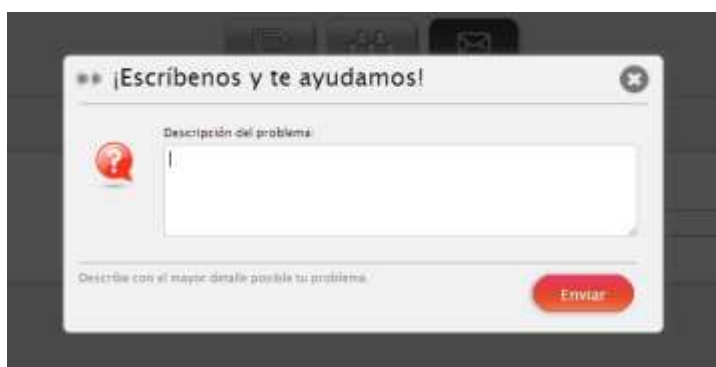 ¡Escríbenos y te ayudamos!
Descripción del problema:
Describe con el mayor detalle posible tu problema.
Enviar